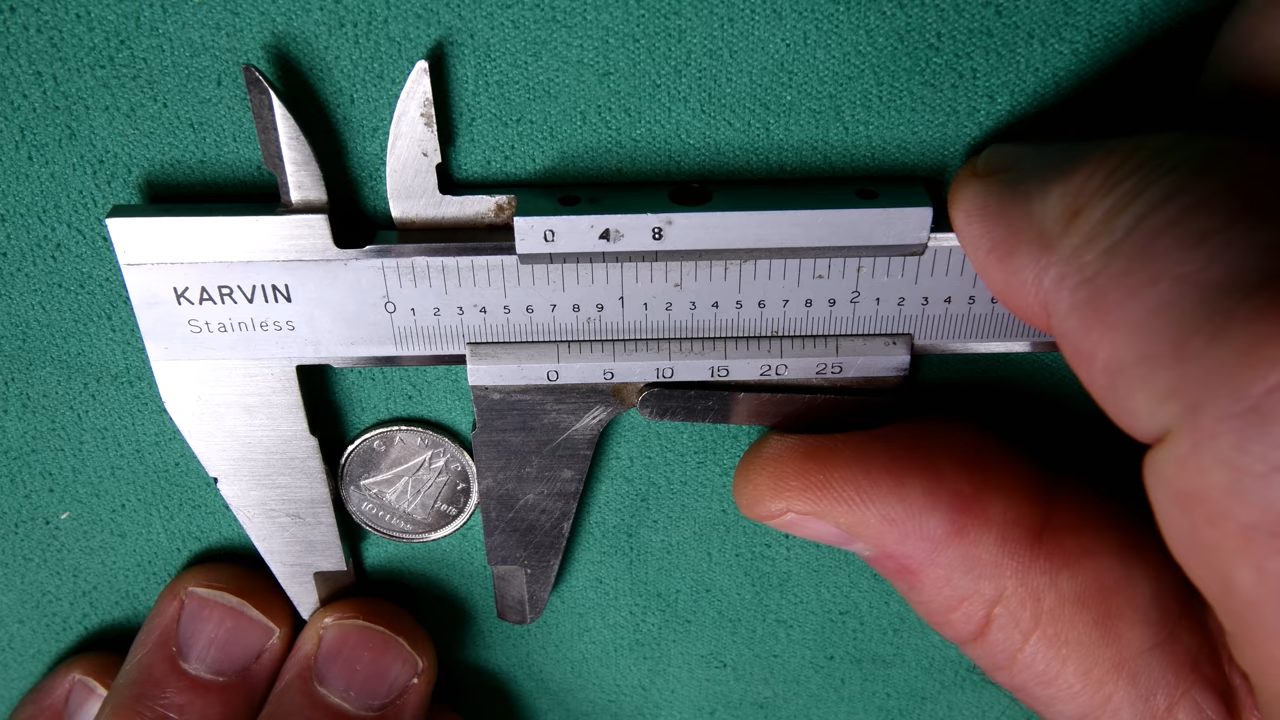 0 4 8
KARVIN
Stainless
0 1 2 3 4 5 6 7 8 9 1 1 2 3 4 5 6 7 8 9 2 1 2 3 4 5 6
0 5 10 15 20 25
CANADA
10 CENTS
2015